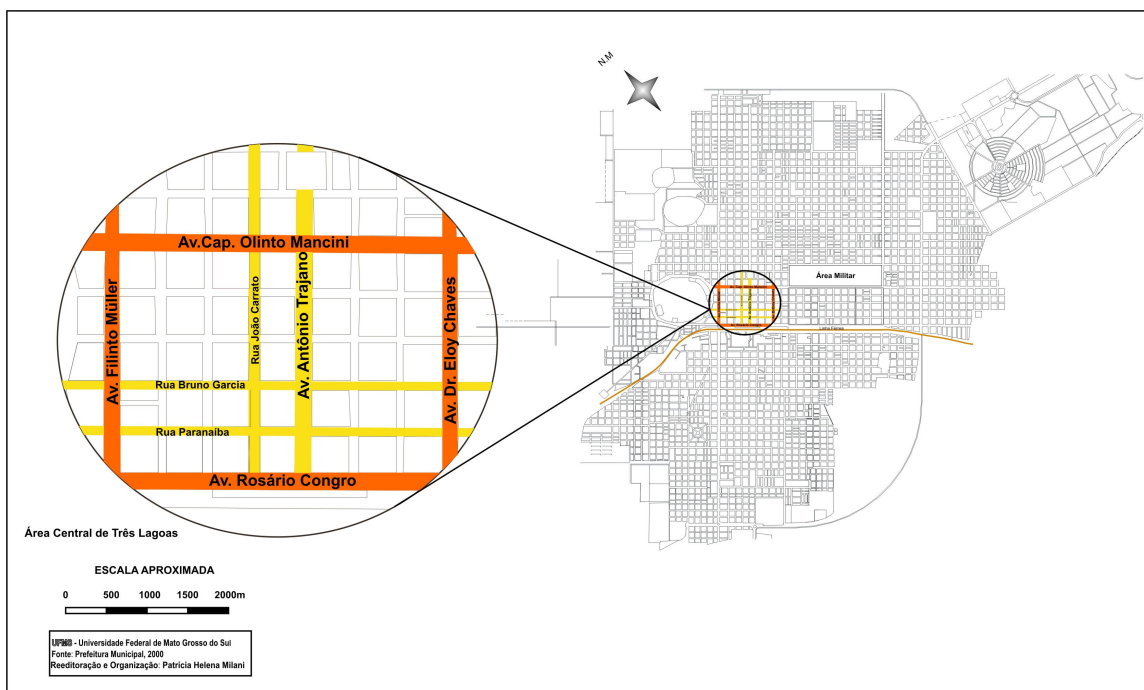 N.M
Av.Cap. Olinto Mancini
Av. Filinto Müller
Rua João Carrato
Av. Antônio Trajano
Av. Dr. Eloy Chaves
Rua Bruno Garcia
Rua Paranaíba
Av. Rosário Congro
Área Militar
Av. Rosário Congro
Linha Férrea
Área Central de Três Lagoas
ESCALA APROXIMADA
0 500 1000 1500 2000m
UFMS - Universidade Federal de Mato Grosso do Sul
Fonte: Prefeitura Municipal, 2000
Reeditoração e Organização: Patrícia Helena Milani